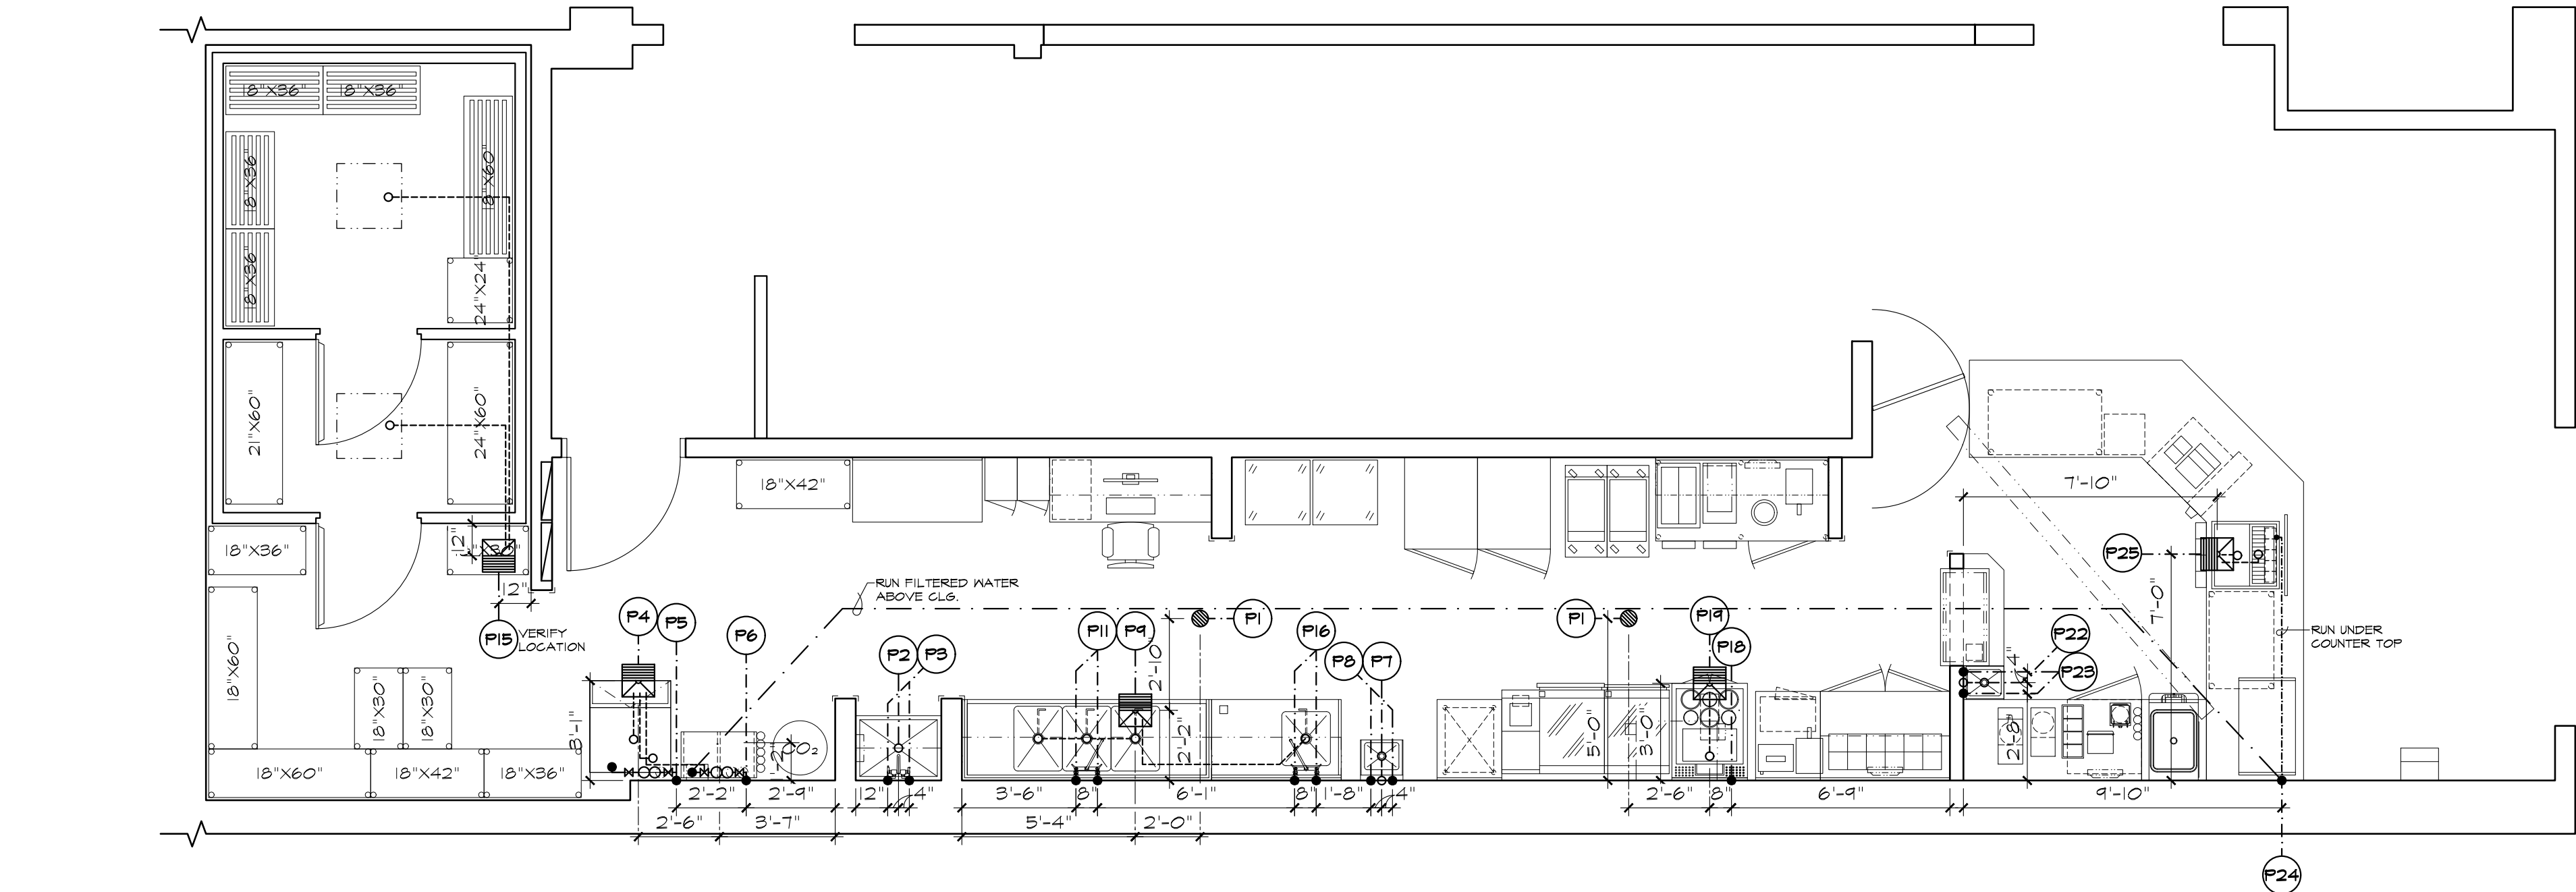 18"X36"
18"X36"
18"X36"
18"X60"
18"X36"
24"X24"
21"X60"
24"X60"
18"X42"
7'-10"
18"X36"
12"
12"
P25
RUN FILTERED WATER
ABOVE CLG.
7'-0"
P15
VERIFY
LOCATION
P4
P5
P6
P2
P3
P11
P9
P1
P16
P8
P7
P1
P19
P18
P22
P23
RUN UNDER
COUNTER TOP
2'-10"
4"
18"X60"
18"X30"
18"X30"
3'-1"
12"
CO2
2'-2"
5'-0"
3'-0"
2'-8"
18"X60"
18"X42"
18"X36"
2'-2"
2'-9"
12"
4"
3'-6"
8"
6'-1"
8"
1'-8"
4"
2'-6"
8"
6'-9"
9'-10"
2'-6"
3'-7"
5'-4"
2'-0"
P24